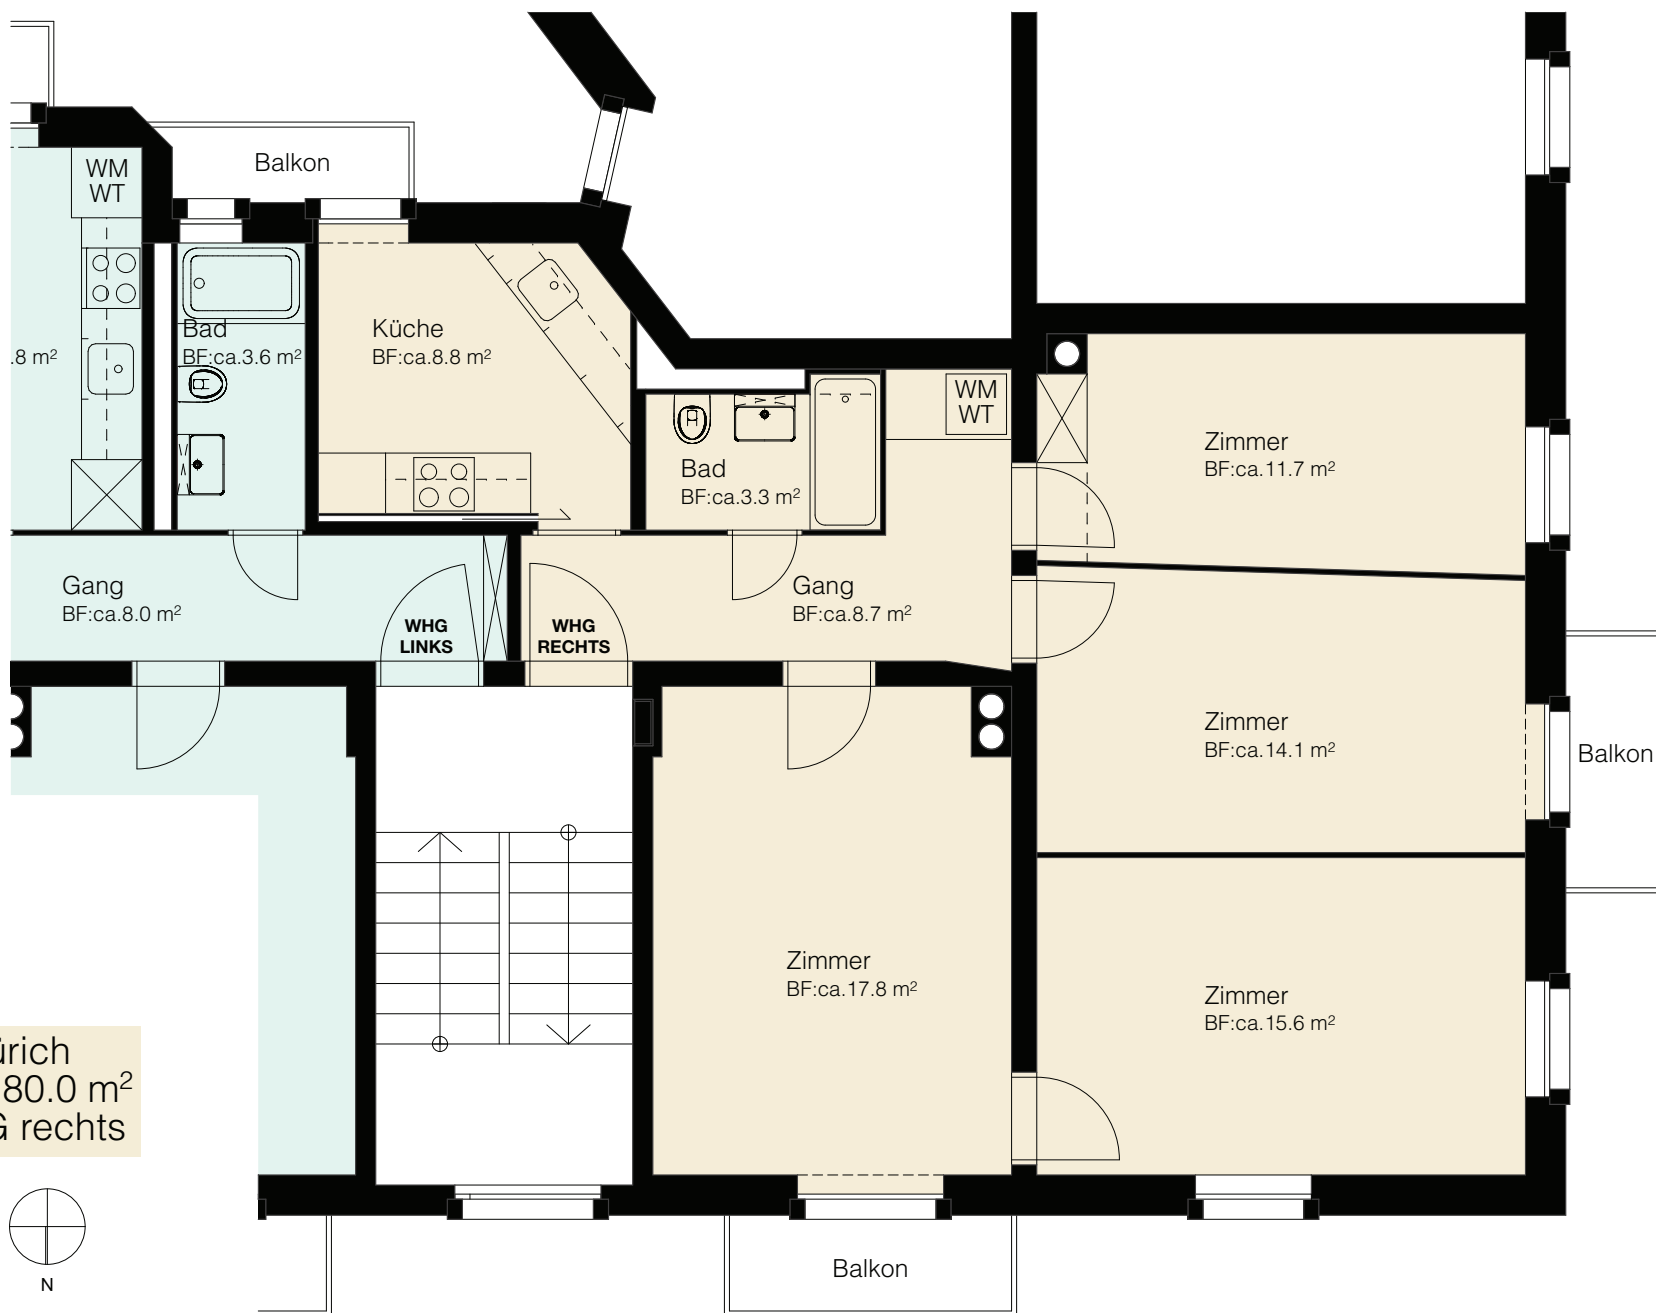 Balkon
WM
WT
Bad
BF:ca.3.6 m²
.8 m²
Küche
BF:ca.8.8 m²
WM
WT
Bad
BF:ca.3.3 m²
Zimmer
BF:ca.11.7 m²
Gang
BF:ca.8.0 m²
WHG
LINKS
WHG
RECHTS
Gang
BF:ca.8.7 m²
Zimmer
BF:ca.14.1 m²
Balkon
Zimmer
BF:ca.17.8 m²
Zimmer
BF:ca.15.6 m²
ürich
80.0 m²
G rechts
N
Balkon